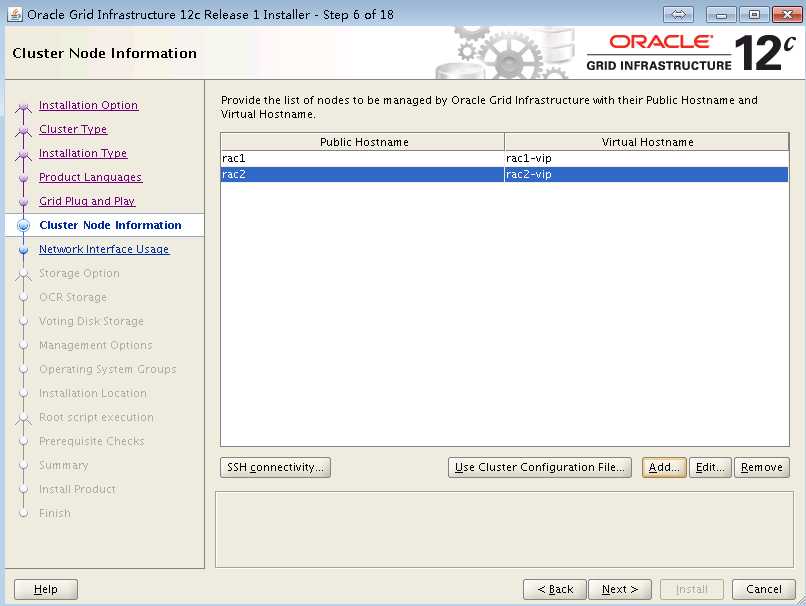 Oracle Grid Infrastructure 12c Release 1 Installer - Step 6 of 18
Cluster Node Information
ORACLE
GRID INFRASTRUCTURE
12c
Installation Option
Cluster Type
Installation Type
Product Languages
Grid Plug and Play
Cluster Node Information
Network Interface Usage
Storage Option
OCR Storage
Voting Disk Storage
Management Options
Operating System Groups
Installation Location
Root script execution
Prerequisite Checks
Summary
Install Product
Finish
Provide the list of nodes to be managed by Oracle Grid Infrastructure with their Public Hostname and
Virtual Hostname.
Public Hostname Virtual Hostname
rac1 rac1-vip
rac2 rac2-vip
SSH connectivity... Use Cluster Configuration File... Add... Edit... Remove
Help < Back Next > Install Cancel